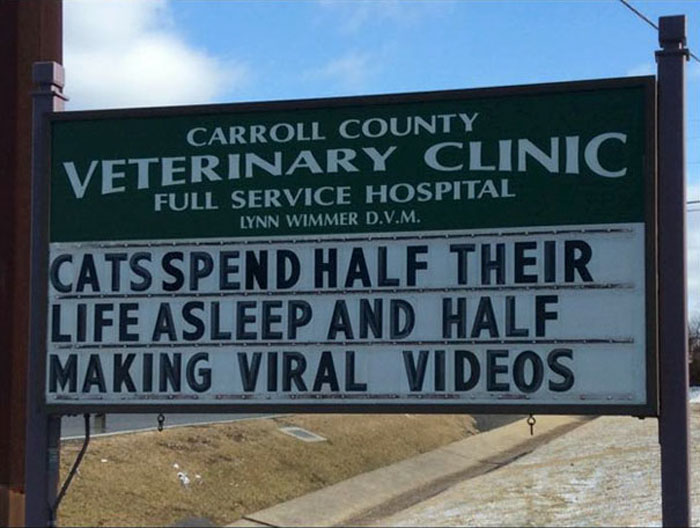 CARROLL COUNTY
VETERINARY CLINIC
FULL SERVICE HOSPITAL
LYNN WIMMER D.V.M.
CATS SPEND HALF THEIR
LIFE ASLEEP AND HALF
MAKING VIRAL VIDEOS